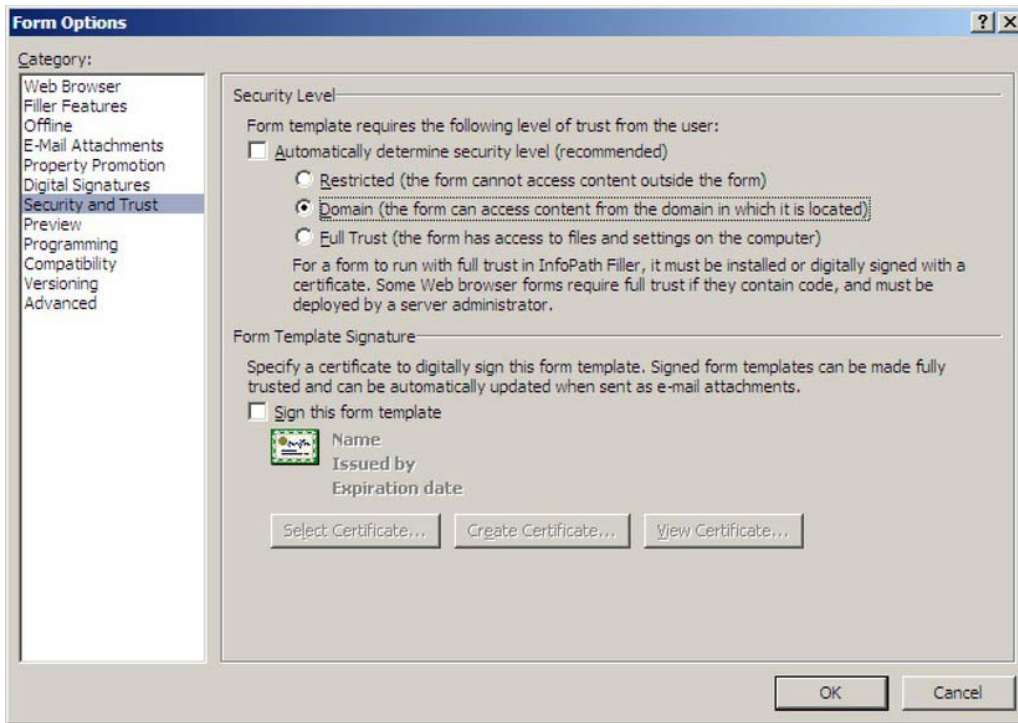 Form Options
Category:
Web Browser
Filler Features
Offline
E-Mail Attachments
Property Promotion
Digital Signatures
Security and Trust
Preview
Programming
Compatibility
Versioning
Advanced
Security Level
Form template requires the following level of trust from the user:
Automatically determine security level (recommended)
Restricted (the form cannot access content outside the form)
Domain (the form can access content from the domain in which it is located)
Full Trust (the form has access to files and settings on the computer)
For a form to run with full trust in InfoPath Filler, it must be installed or digitally signed with a
certificate. Some Web browser forms require full trust if they contain code, and must be
deployed by a server administrator.
Form Template Signature
Specify a certificate to digitally sign this form template. Signed form templates can be made fully
trusted and can be automatically updated when sent as e-mail attachments.
Sign this form template
Name
Issued by
Expiration date
Select Certificate... Create Certificate... View Certificate...
OK Cancel